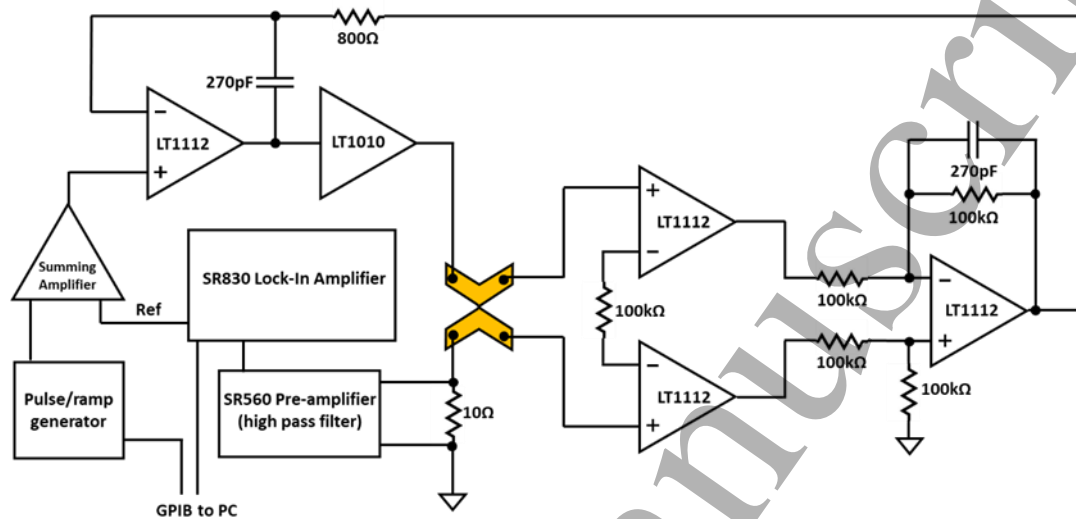 800Ω
270pF
−
LT1112
+
LT1010
270pF
100kΩ
+
LT1112
−
Summing
Amplifier
SR830 Lock-In Amplifier
Ref
100kΩ
100kΩ
−
LT1112
+
100kΩ
−
LT1112
+
100kΩ
Pulse/ramp
generator
SR560 Pre-amplifier
(high pass filter)
10Ω
GPIB to PC
nuscri